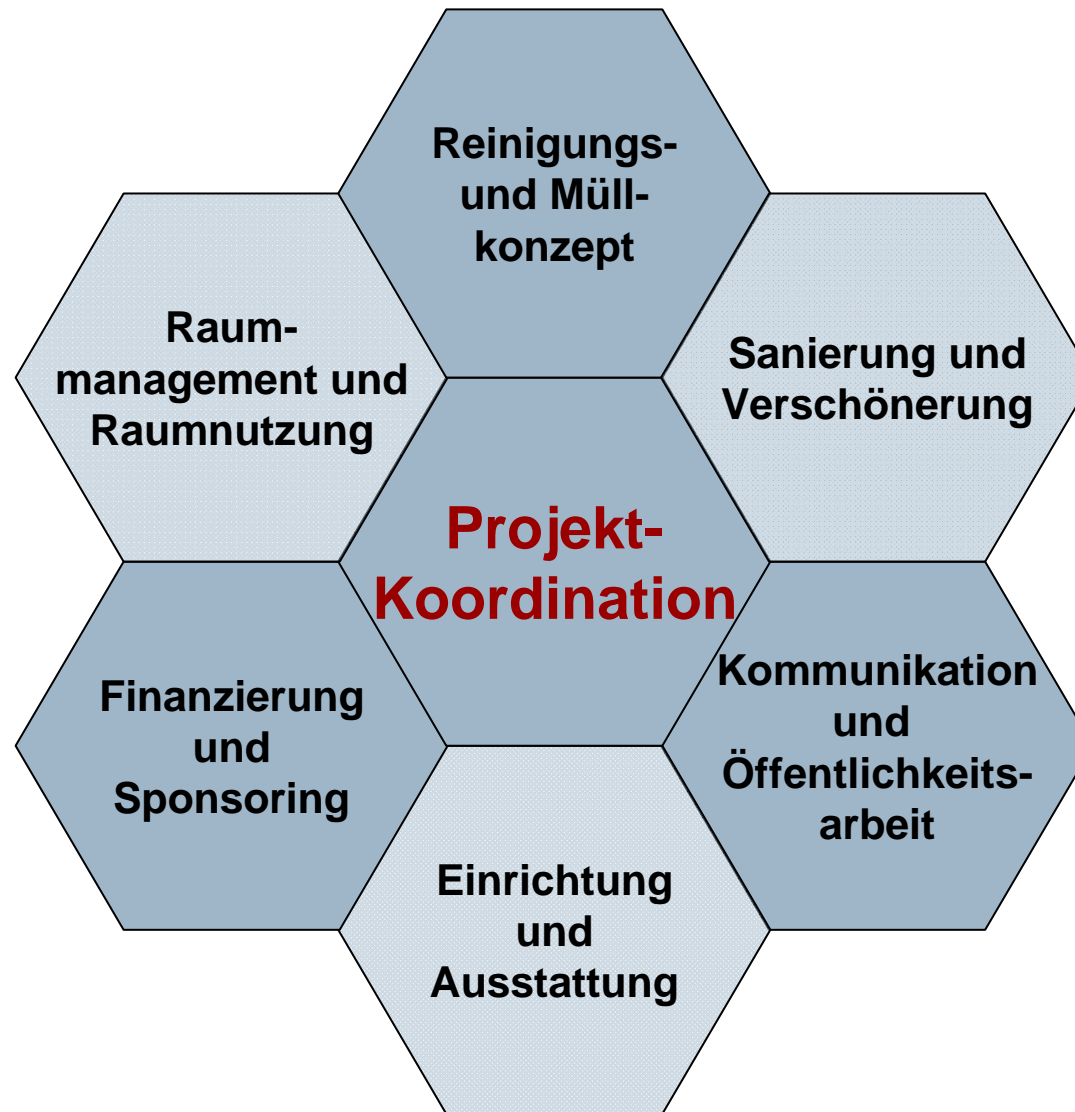 Reinigungs-
und Müll-
konzept
Raum-
management und
Raumnutzung
Sanierung und
Verschönerung
Projekt-
Koordination
Finanzierung
und
Sponsoring
Kommunikation
und
Öffentlichkeits-
arbeit
Einrichtung
und
Ausstattung